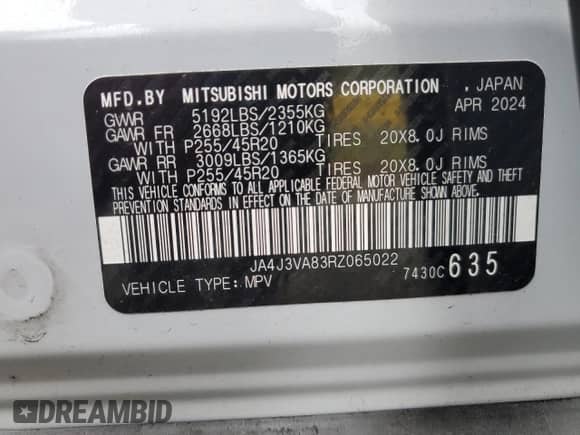 MFD.BY MITSUBISHI MOTORS CORPORATION . JAPAN
GVWR 5192LBS/2355KG APR 2024
GAWR FR 2668LBS/1210KG
WITH P255/45R20 TIRES 20X8.0J RIMS
GAWR RR 3009LBS/1365KG
WITH P255/45R20 TIRES 20X8.0J RIMS
THIS VEHICLE CONFORMS TO ALL APPLICABLE FEDERAL MOTOR VEHICLE SAFETY AND THEFT
PREVENTION STANDARDS IN EFFECT ON THE DATE OF MANUFACTURE SHOWN ABOVE.
JA4J3VA83RZ065022
VEHICLE TYPE: MPV 7430C 635
DREAMBID